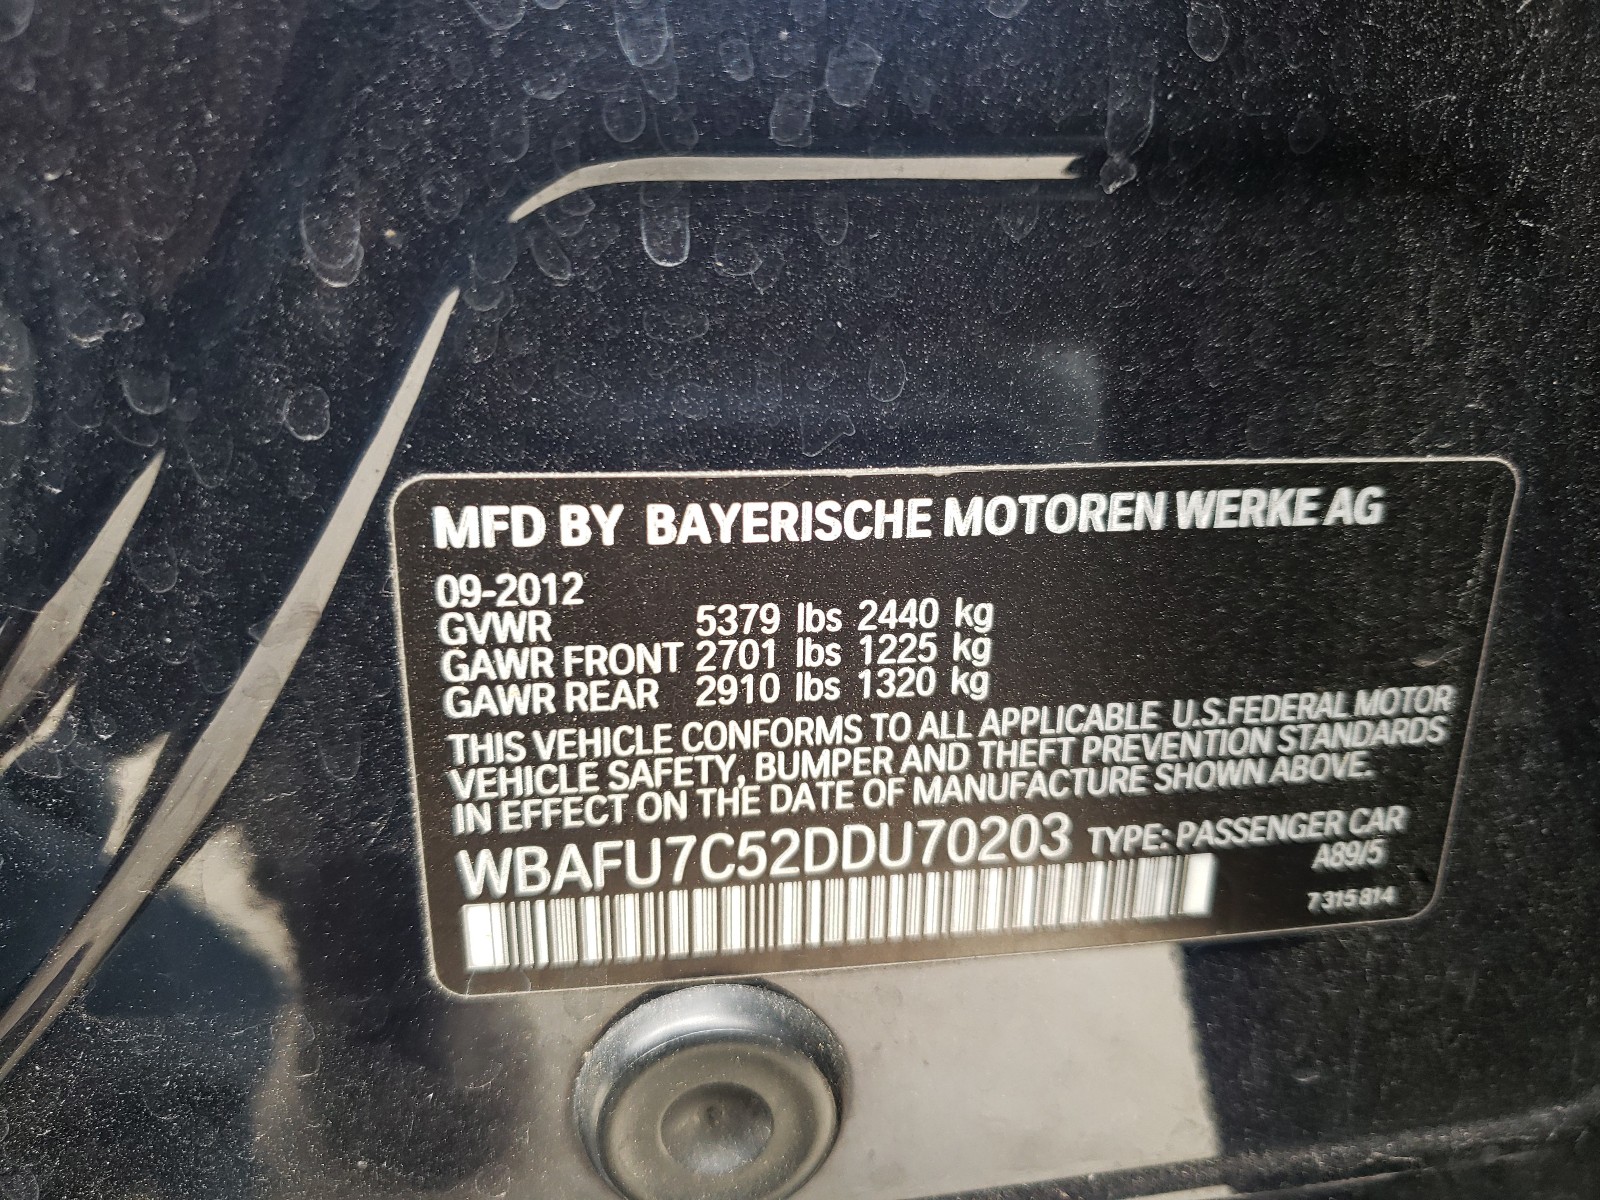 MFD BY BAYERISCHE MOTOREN WERKE AG
09-2012
GVWR 5379 lbs 2440 kg
GAWR FRONT 2701 lbs 1225 kg
GAWR REAR 2910 lbs 1320 kg
THIS VEHICLE CONFORMS TO ALL APPLICABLE U.S.FEDERAL MOTOR
VEHICLE SAFETY, BUMPER AND THEFT PREVENTION STANDARDS
IN EFFECT ON THE DATE OF MANUFACTURE SHOWN ABOVE.
WBAFU7C52DDU70203 TYPE: PASSENGER CAR
A89/5
7 315 814